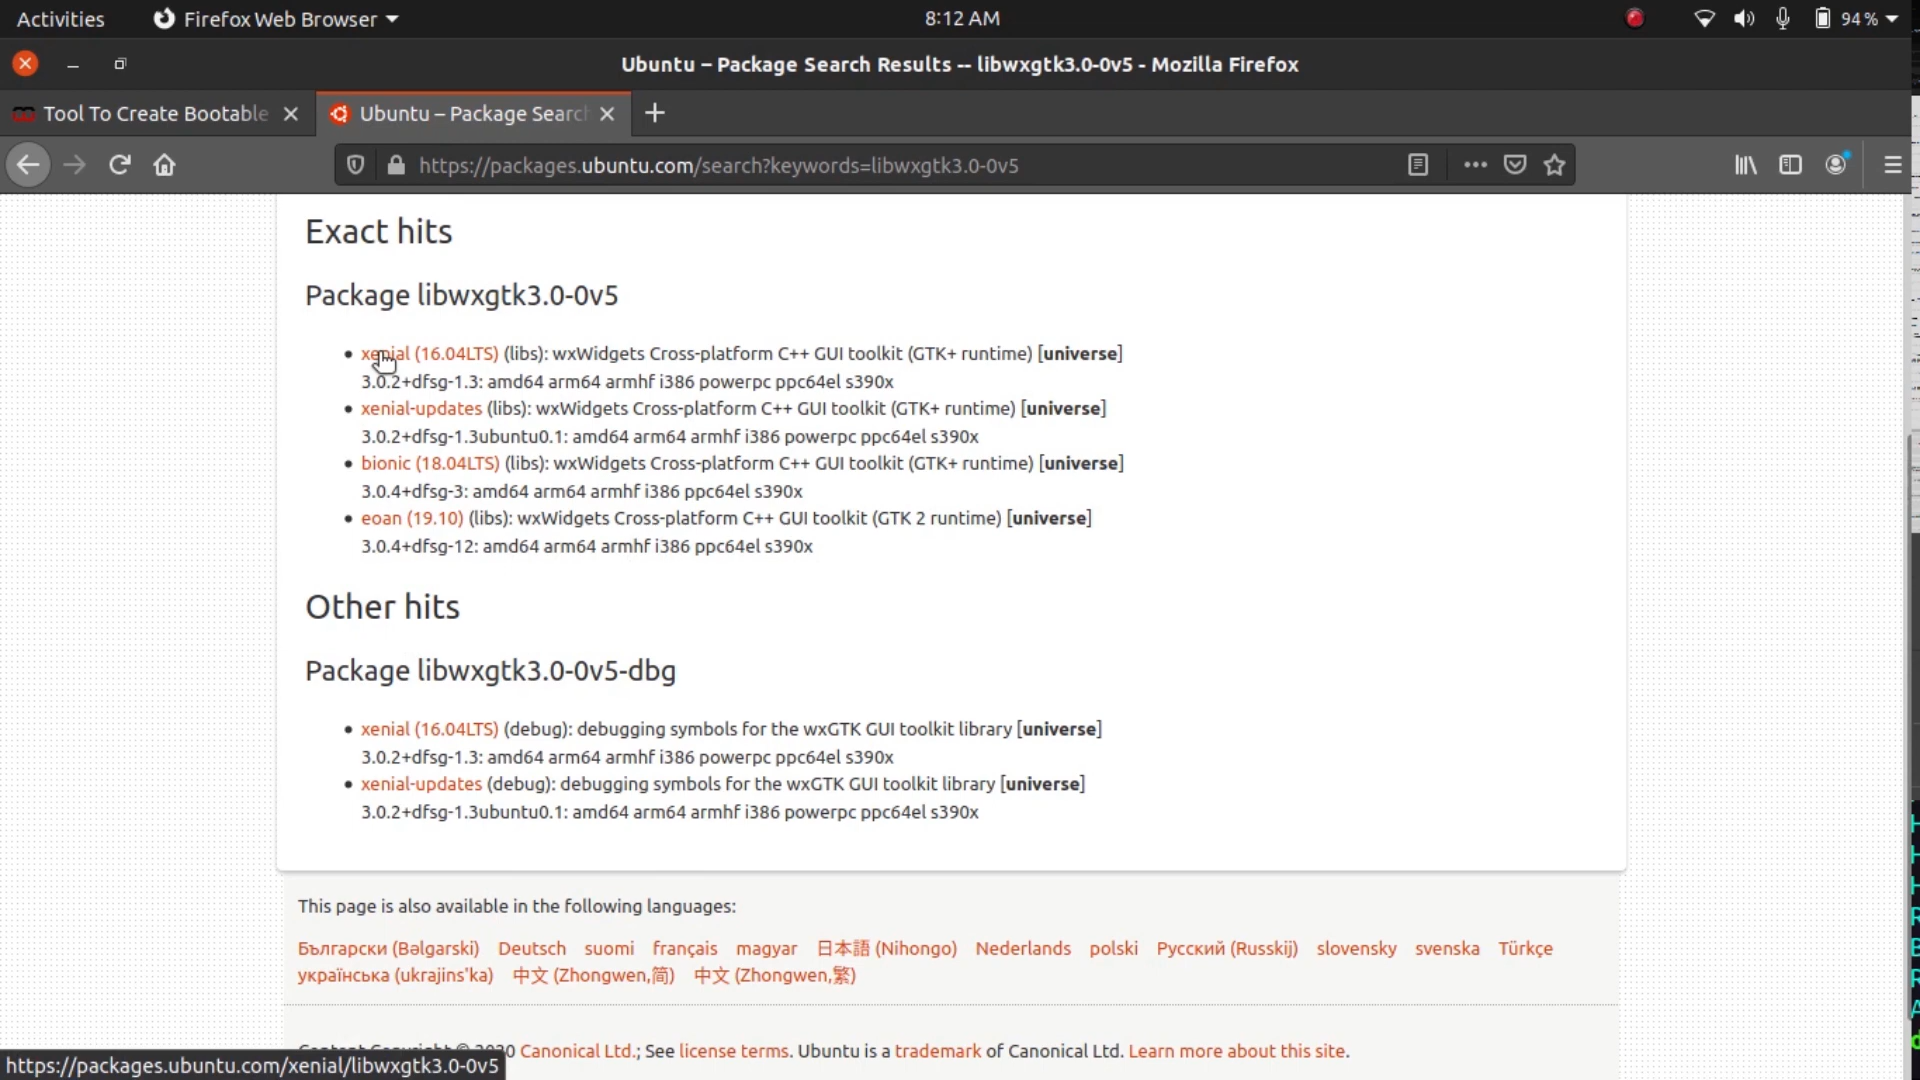 Activities Firefox Web Browser 8:12 AM 94 %
Ubuntu – Package Search Results -- libwxgtk3.0-0v5 - Mozilla Firefox
Tool To Create Bootable Ubuntu – Package Searc
https://packages.ubuntu.com/search?keywords=libwxgtk3.0-0v5
Exact hits
Package libwxgtk3.0-0v5
xenial (16.04LTS) (libs): wxWidgets Cross-platform C++ GUI toolkit (GTK+ runtime) [universe]
3.0.2+dfsg-1.3: amd64 arm64 armhf i386 powerpc ppc64el s390x
xenial-updates (libs): wxWidgets Cross-platform C++ GUI toolkit (GTK+ runtime) [universe]
3.0.2+dfsg-1.3ubuntu0.1: amd64 arm64 armhf i386 powerpc ppc64el s390x
bionic (18.04LTS) (libs): wxWidgets Cross-platform C++ GUI toolkit (GTK+ runtime) [universe]
3.0.4+dfsg-3: amd64 arm64 armhf i386 ppc64el s390x
eoan (19.10) (libs): wxWidgets Cross-platform C++ GUI toolkit (GTK 2 runtime) [universe]
3.0.4+dfsg-12: amd64 arm64 armhf i386 ppc64el s390x
Other hits
Package libwxgtk3.0-0v5-dbg
xenial (16.04LTS) (debug): debugging symbols for the wxGTK GUI toolkit library [universe]
3.0.2+dfsg-1.3: amd64 arm64 armhf i386 powerpc ppc64el s390x
xenial-updates (debug): debugging symbols for the wxGTK GUI toolkit library [universe]
3.0.2+dfsg-1.3ubuntu0.1: amd64 arm64 armhf i386 powerpc ppc64el s390x
This page is also available in the following languages:
Български (Bəlgarski) Deutsch suomi français magyar 日本語 (Nihongo) Nederlands polski Русский (Russkij) slovensky svenska Türkçe
українська (ukrajins'ka) 中文 (Zhongwen,简) 中文 (Zhongwen,繁)
Canonical Ltd.; See license terms. Ubuntu is a trademark of Canonical Ltd. Learn more about this site.
https://packages.ubuntu.com/xenial/libwxgtk3.0-0v5